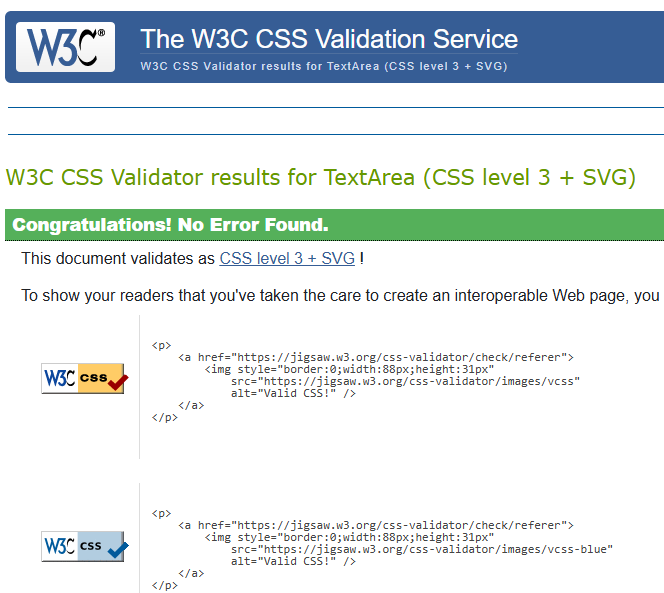 W3C®
The W3C CSS Validation Service
W3C CSS Validator results for TextArea (CSS level 3 + SVG)
W3C CSS Validator results for TextArea (CSS level 3 + SVG)
Congratulations! No Error Found.
This document validates as CSS level 3 + SVG !
To show your readers that you've taken the care to create an interoperable Web page, you
W3C css
<p>
    <a href="https://jigsaw.w3.org/css-validator/check/referer">
        <img style="border:0;width:88px;height:31px"
            src="https://jigsaw.w3.org/css-validator/images/vcss"
            alt="Valid CSS!" />
    </a>
</p>
W3C css
<p>
    <a href="https://jigsaw.w3.org/css-validator/check/referer">
        <img style="border:0;width:88px;height:31px"
            src="https://jigsaw.w3.org/css-validator/images/vcss-blue"
            alt="Valid CSS!" />
    </a>
</p>